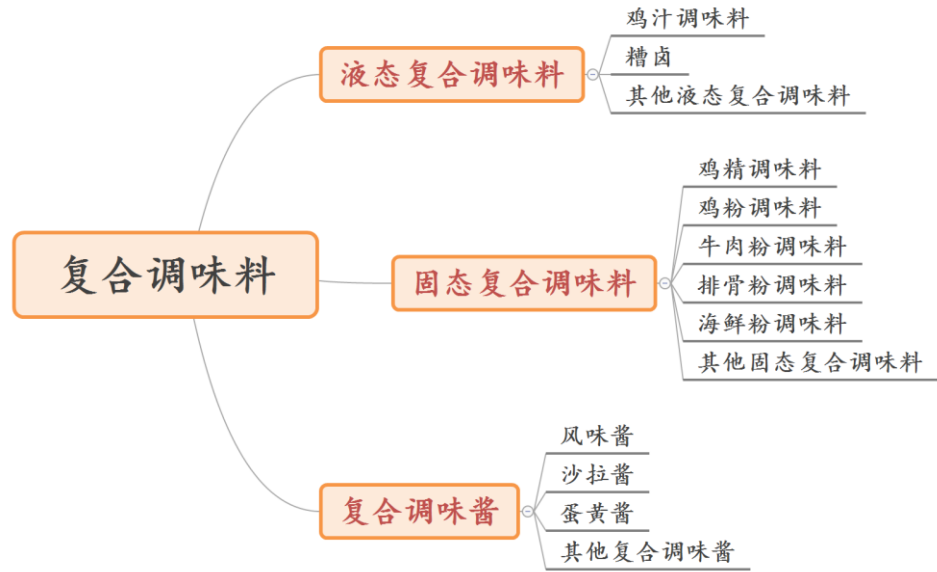 复合调味料
液态复合调味料
鸡汁调味料
糟卤
其他液态复合调味料
固态复合调味料
鸡精调味料
鸡粉调味料
牛肉粉调味料
排骨粉调味料
海鲜粉调味料
其他固态复合调味料
复合调味酱
风味酱
沙拉酱
蛋黄酱
其他复合调味酱